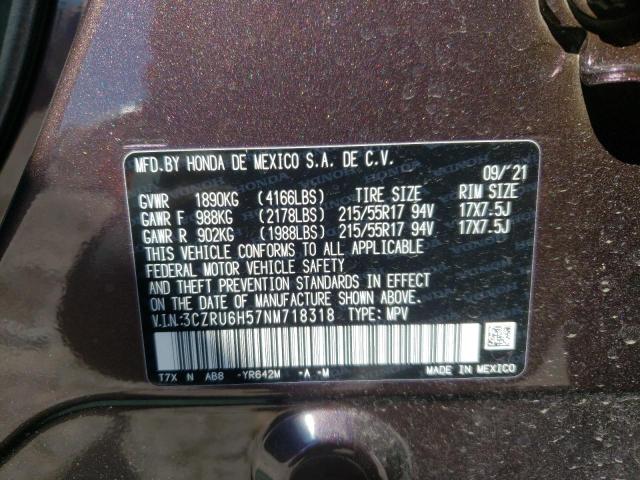 MFD.BY HONDA DE MEXICO S.A. DE C.V.
09/'21
GVWR 1890KG (4166LBS) TIRE SIZE RIM SIZE
GAWR F 988KG (2178LBS) 215/55R17 94V 17X7.5J
GAWR R 902KG (1988LBS) 215/55R17 94V 17X7.5J
THIS VEHICLE CONFORMS TO ALL APPLICABLE
FEDERAL MOTOR VEHICLE SAFETY
AND THEFT PREVENTION STANDARDS IN EFFECT
ON THE DATE OF MANUFACTURE SHOWN ABOVE.
V.I.N.:3CZRU6H57NM718318 TYPE: MPV
T7X N AB8 -YR642M -A -M MADE IN MEXICO